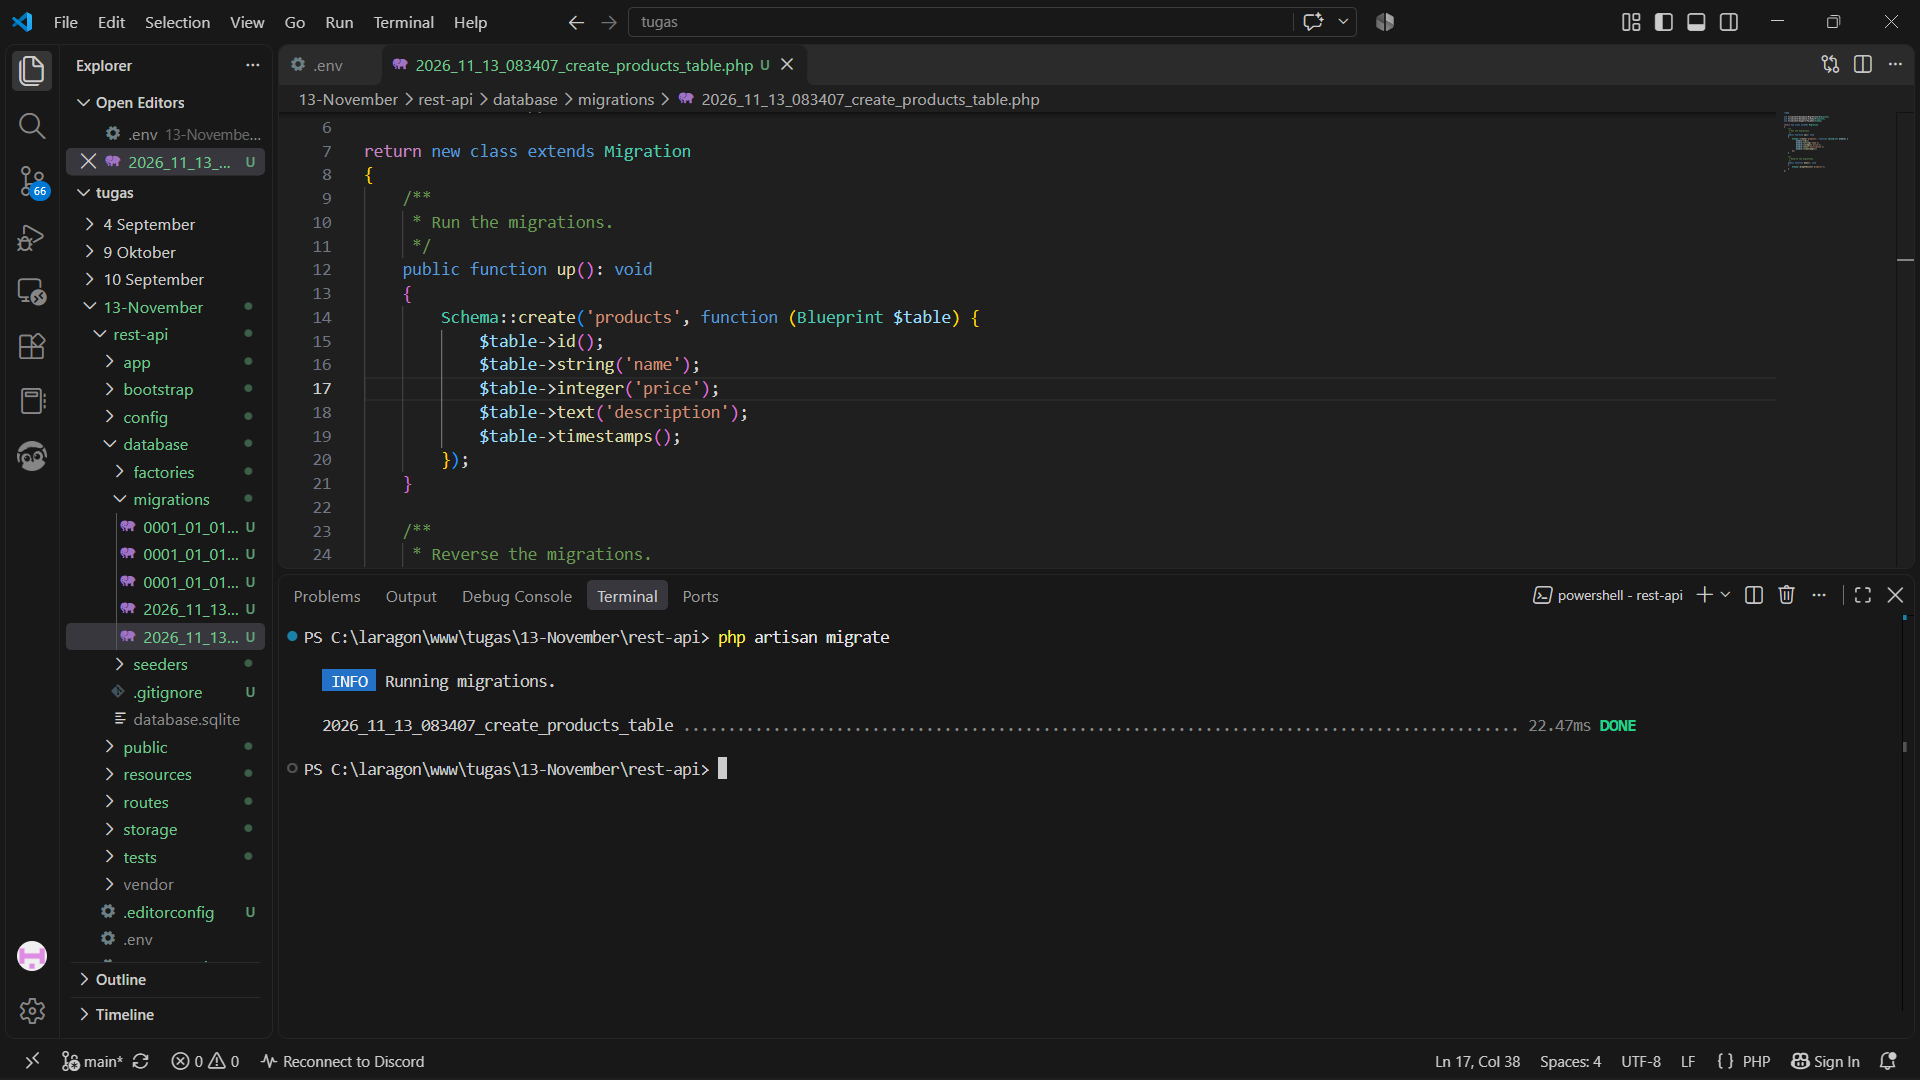 File Edit Selection View Go Run Terminal Help
tugas
Explorer
Open Editors
.env 13-Novembe...
2026_11_13_... U
tugas
4 September
9 Oktober
10 September
13-November
rest-api
app
bootstrap
config
database
factories
migrations
0001_01_01... U
0001_01_01... U
0001_01_01... U
2026_11_13... U
2026_11_13... U
seeders
.gitignore U
database.sqlite
public
resources
routes
storage
tests
vendor
.editorconfig U
.env
Outline
Timeline
66
.env
2026_11_13_083407_create_products_table.php U
13-November > rest-api > database > migrations > 2026_11_13_083407_create_products_table.php
6
7 return new class extends Migration
8 {
9 /**
10 * Run the migrations.
11 */
12 public function up(): void
13 {
14 Schema::create('products', function (Blueprint $table) {
15 $table->id();
16 $table->string('name');
17 $table->integer('price');
18 $table->text('description');
19 $table->timestamps();
20 });
21 }
22
23 /**
24 * Reverse the migrations.
Problems Output Debug Console Terminal Ports
powershell - rest-api
PS C:\laragon\www\tugas\13-November\rest-api> php artisan migrate
INFO Running migrations.
2026_11_13_083407_create_products_table ............................................................................................. 22.47ms DONE
PS C:\laragon\www\tugas\13-November\rest-api>
main* 0 0 Reconnect to Discord
Ln 17, Col 38 Spaces: 4 UTF-8 LF { } PHP Sign In